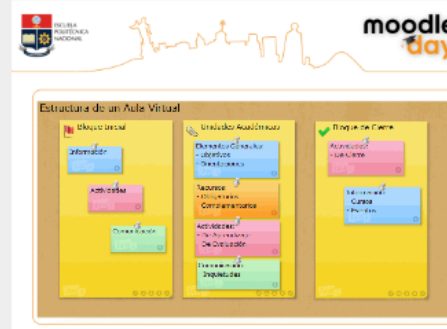 ESCUELA
POLITÉCNICA
NACIONAL
moodle
day
Estructura de un Aula Virtual
Bloque Inicial
Información
Actividades
Comunicación
Unidades Académicas
Elementos Generales:
- Objetivos
- Orientaciones
Recursos:
- Obligatorios
- Complementarios
Actividades:
- De Aprendizaje
- De Evaluación
Comunicación:
- Inquietudes
Bloque de Cierre
Actividades:
- De Cierre
Información:
- Cursos
- Eventos